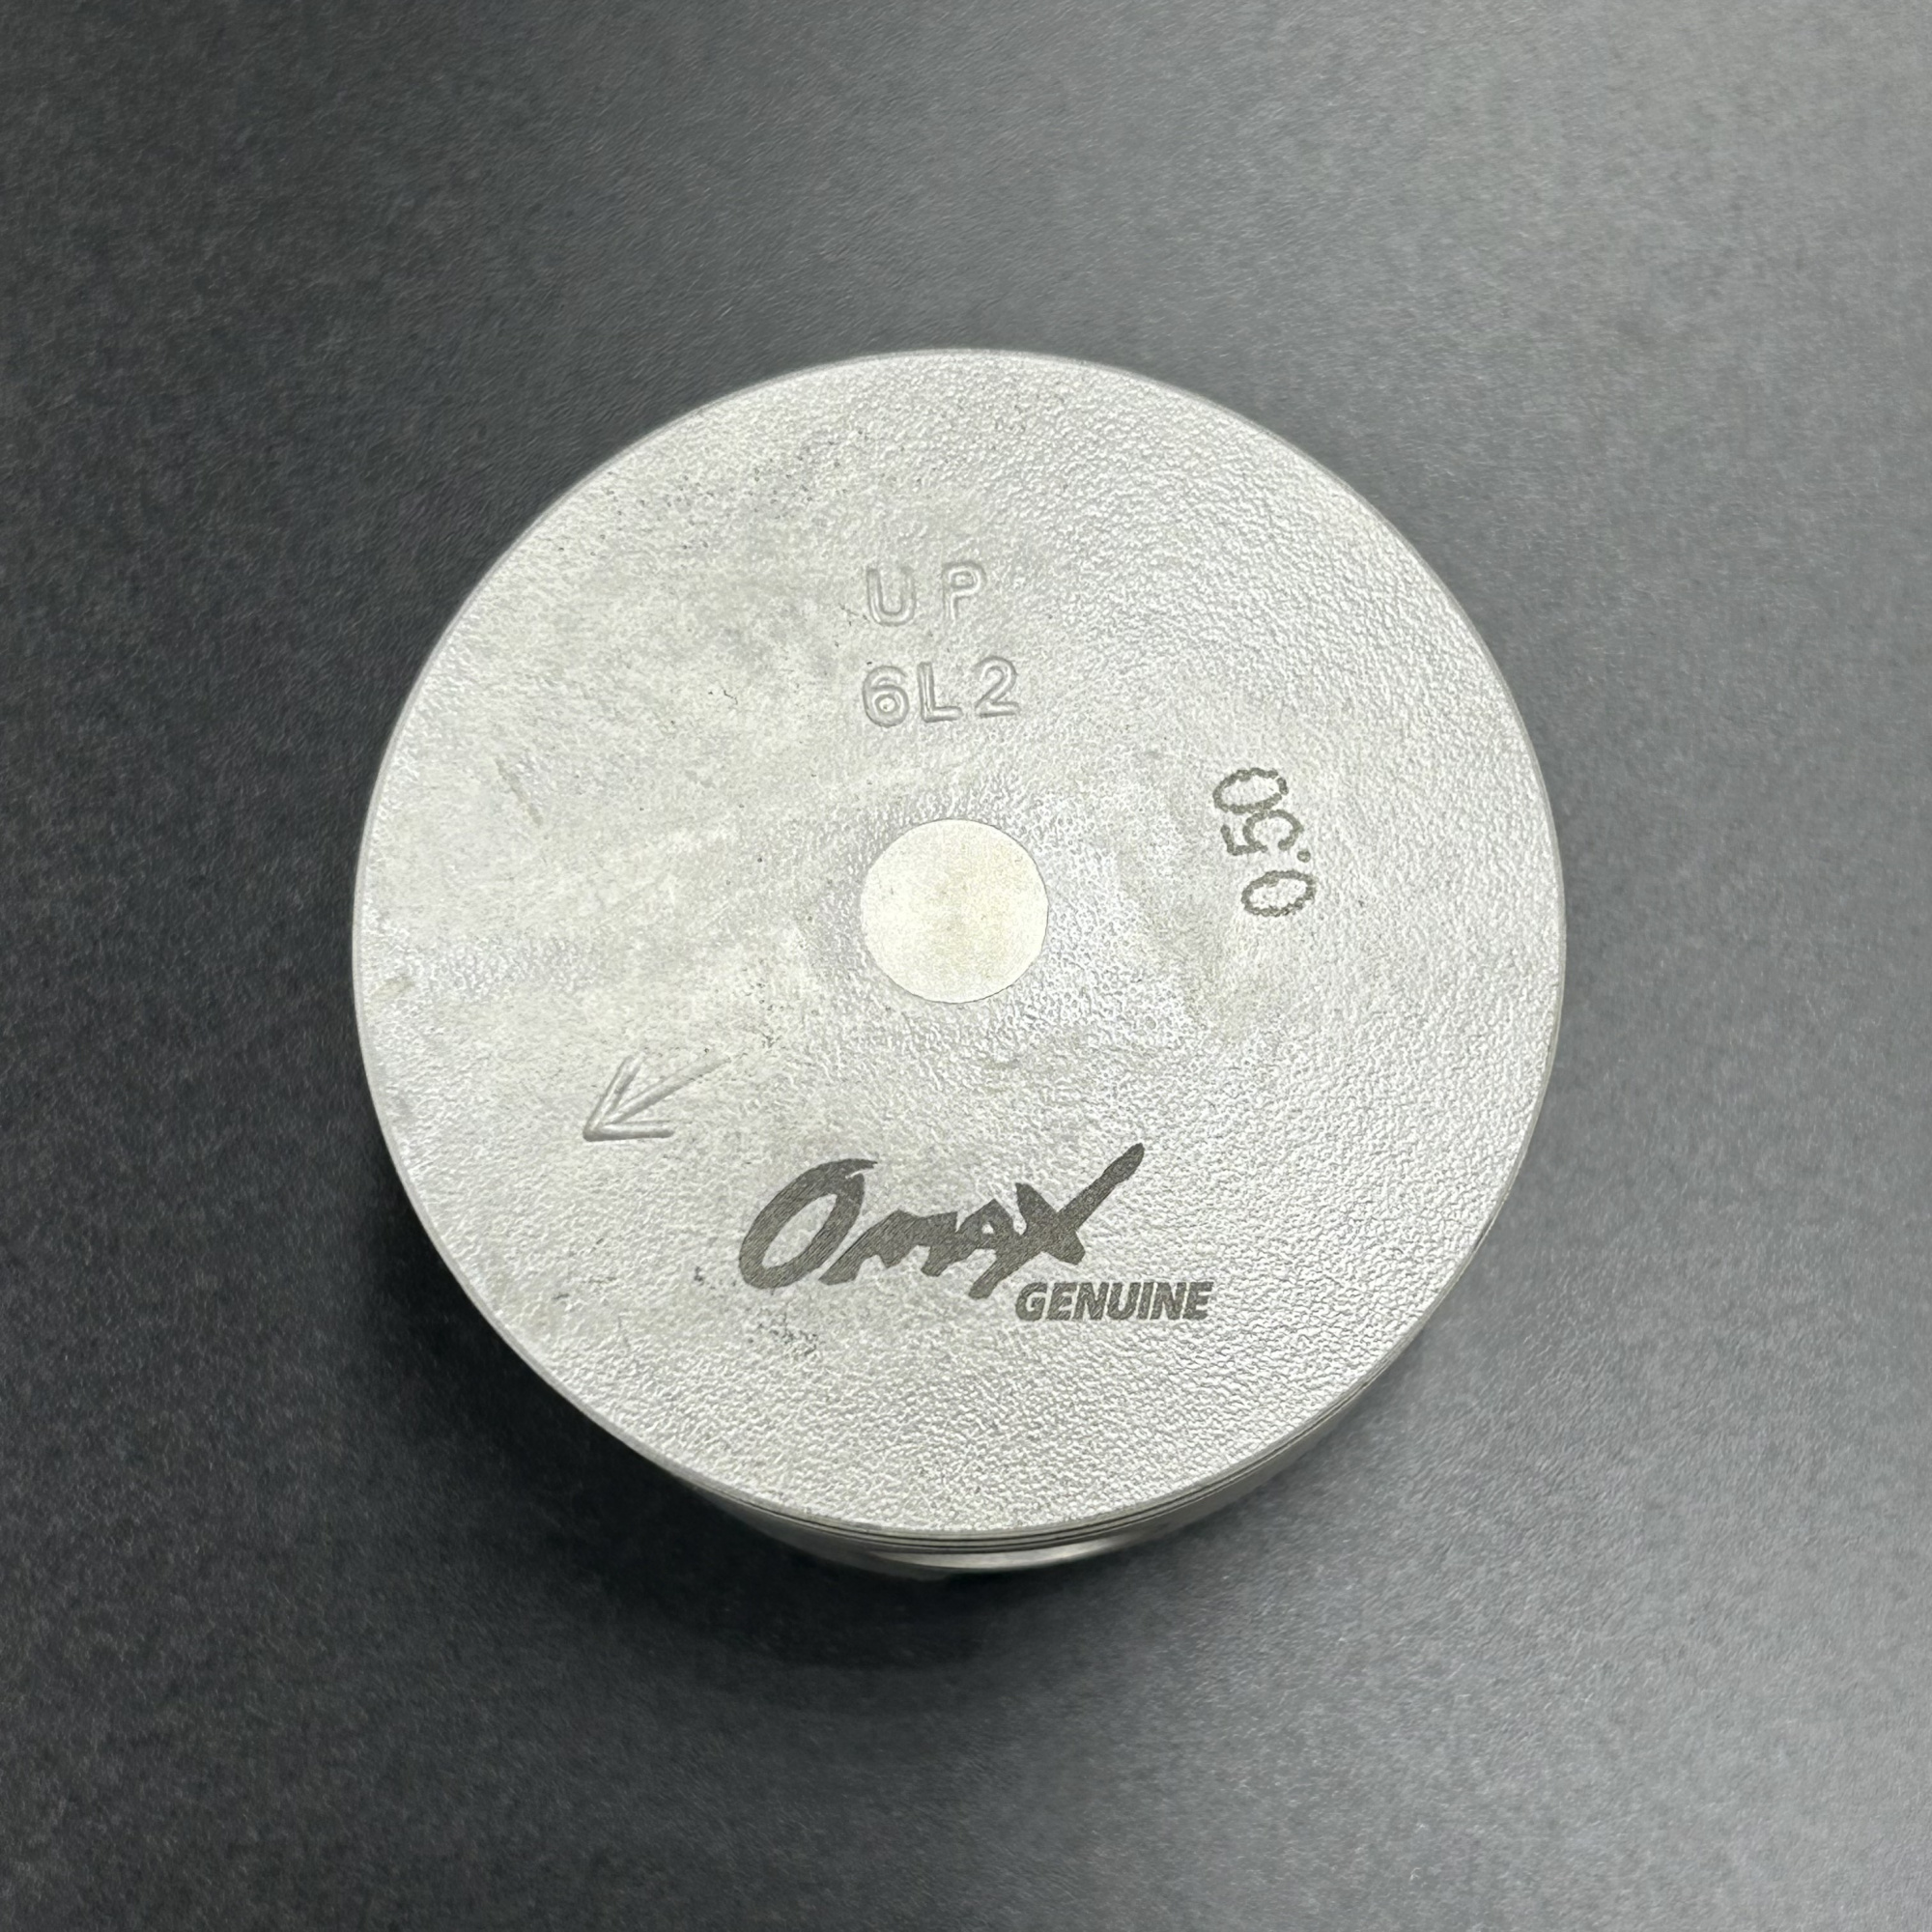 UP
6L2
0.50
Omax
GENUINE